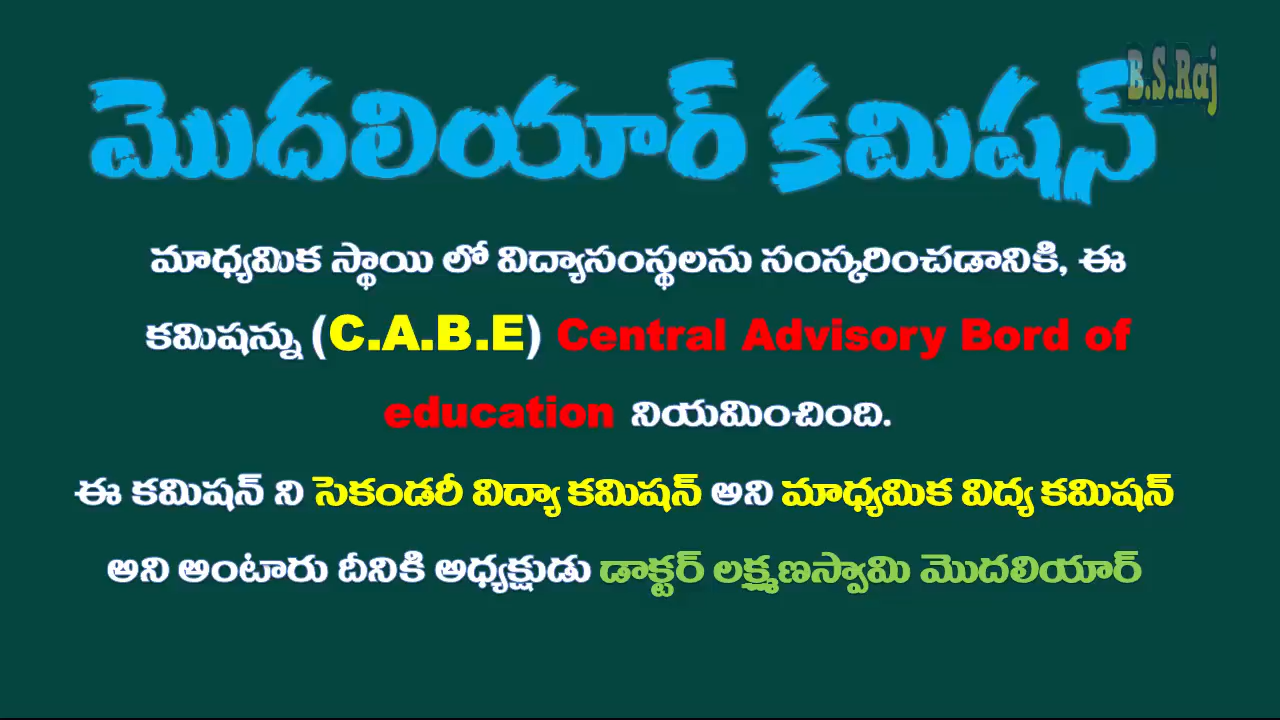 B.S.Raj
మొదలియార్ కమిషన్
మాధ్యమిక స్థాయి లో విద్యాసంస్థలను సంస్కరించడానికి, ఈ
కమిషన్ను (C.A.B.E) Central Advisory Bord of
education నియమించింది.
ఈ కమిషన్ ని సెకండరీ విద్యా కమిషన్ అని మాధ్యమిక విద్య కమిషన్
అని అంటారు దీనికి అధ్యక్షుడు డాక్టర్ లక్ష్మణస్వామి మొదలియార్